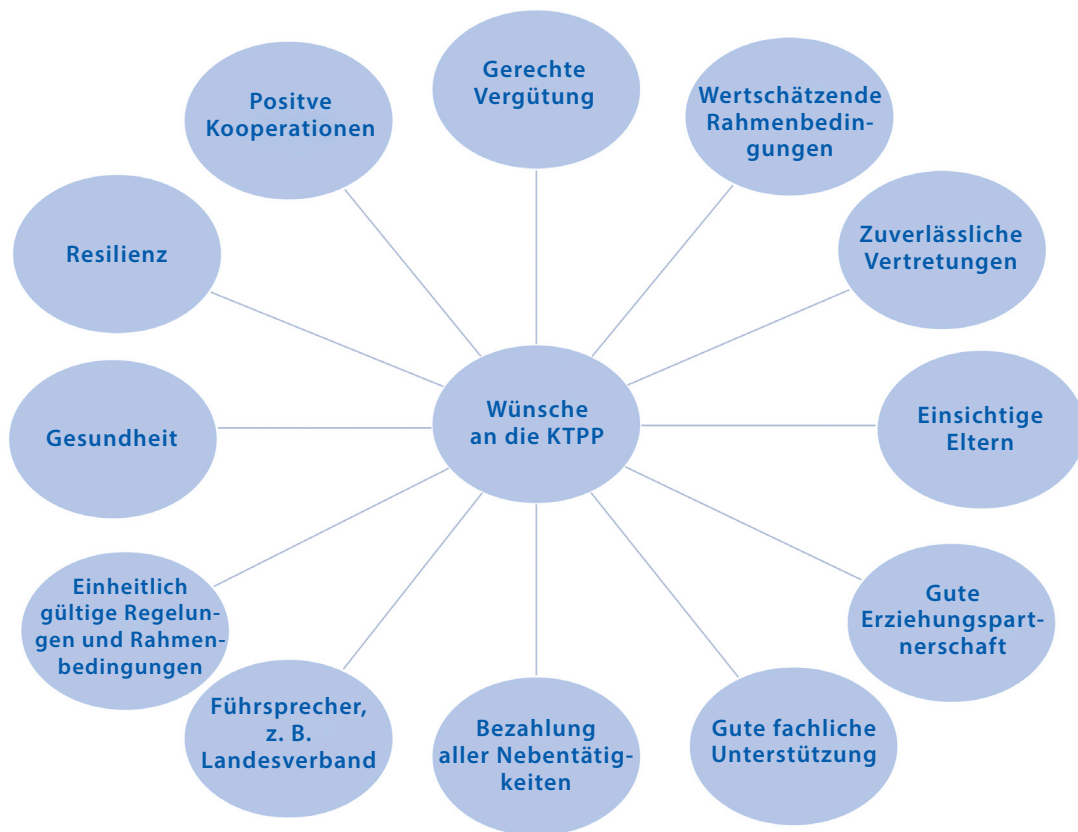 Gerechte
Vergütung
Wertschätzende
Rahmenbedin-
gungen
Zuverlässliche
Vertretungen
Einsichtige
Eltern
Gute
Erziehungspart-
nerschaft
Gute fachliche
Unterstützung
Bezahlung
aller Nebentätig-
keiten
Führsprecher,
z. B.
Landesverband
Einheitlich
gültige Regelun-
gen und Rahmen-
bedingungen
Gesundheit
Resilienz
Positve
Kooperationen
Wünsche
an die KTPP